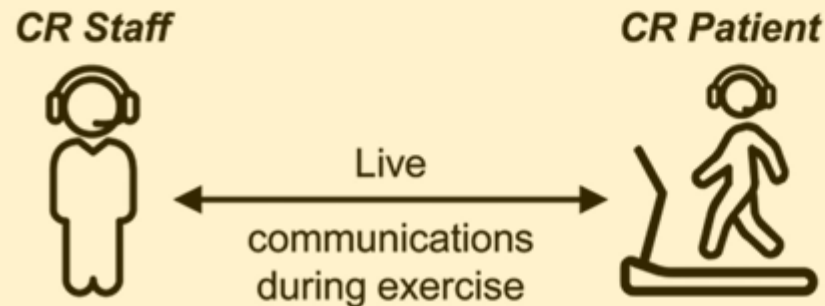 CR Staff
CR Patient
Live
communications
during exercise